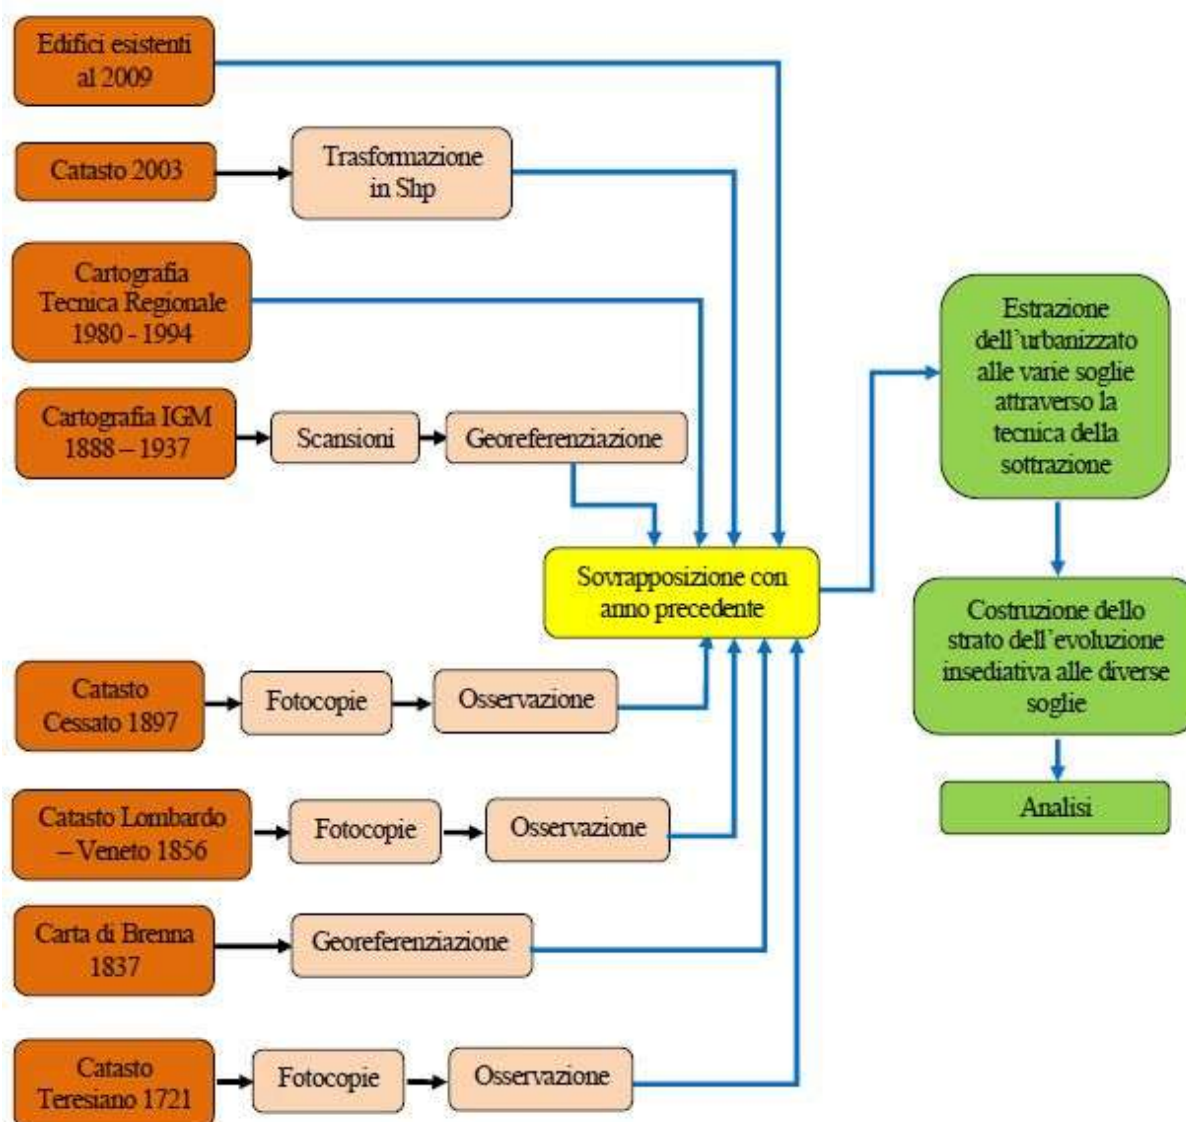 Edifici esistenti
al 2009
Catasto 2003
Trasformazione
in Shp
Cartografia
Tecnica Regionale
1980 - 1994
Cartografia IGM
1888 – 1937
Scansioni
Georeferenziazione
Sovrapposizione con
anno precedente
Catasto
Cessato 1897
Fotocopie
Osservazione
Catasto Lombardo
– Veneto 1856
Fotocopie
Osservazione
Carta di Brenna
1837
Georeferenziazione
Catasto
Teresiano 1721
Fotocopie
Osservazione
Estrazione
dell’urbanizzato
alle varie soglie
attraverso la
tecnica della
sottrazione
Costruzione dello
strato dell’evoluzione
insediativa alle diverse
soglie
Analisi